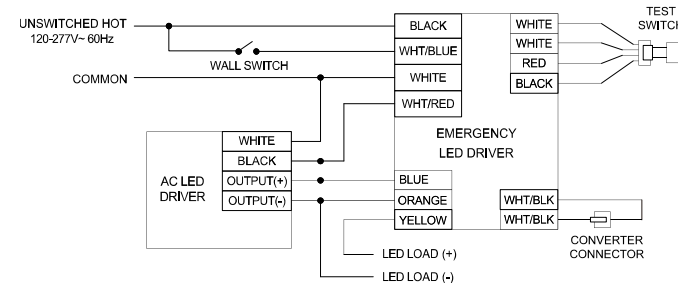 UNSWITCHED HOT
120-277V~ 60Hz
WALL SWITCH
COMMON
BLACK
WHT/BLUE
WHITE
WHT/RED
WHITE
WHITE
RED
BLACK
TEST
SWITCH
EMERGENCY
LED DRIVER
WHITE
BLACK
OUTPUT(+)
OUTPUT(-)
AC LED
DRIVER
BLUE
ORANGE
YELLOW
WHT/BLK
WHT/BLK
CONVERTER
CONNECTOR
LED LOAD (+)
LED LOAD (-)